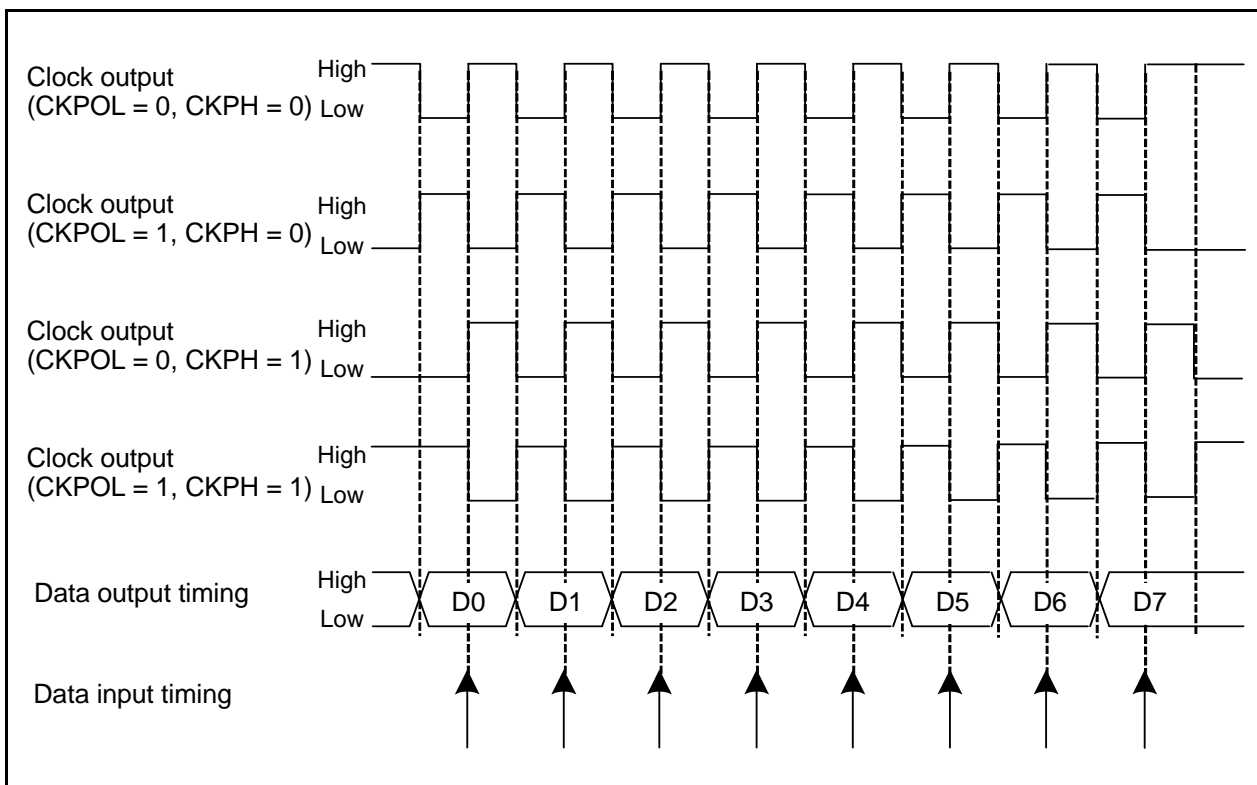 Clock output
(CKPOL = 0, CKPH = 0)
High
Low
Clock output
(CKPOL = 1, CKPH = 0)
High
Low
Clock output
(CKPOL = 0, CKPH = 1)
High
Low
Clock output
(CKPOL = 1, CKPH = 1)
High
Low
Data output timing
High
Low
D0 D1 D2 D3 D4 D5 D6 D7
Data input timing